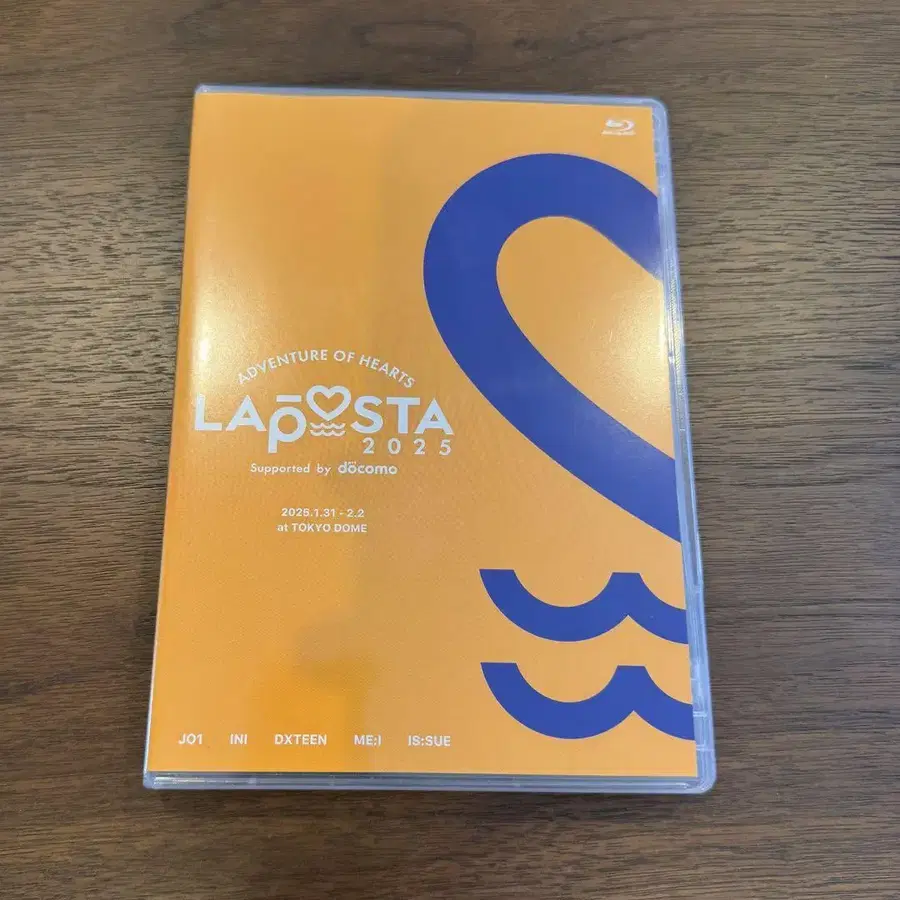 ADVENTURE OF HEARTS
LAPOSTA
2025
Supported by döcomo
2025.1.31 - 2.2
at TOKYO DOME
JO1 INI DXTEEN ME:I IS:SUE